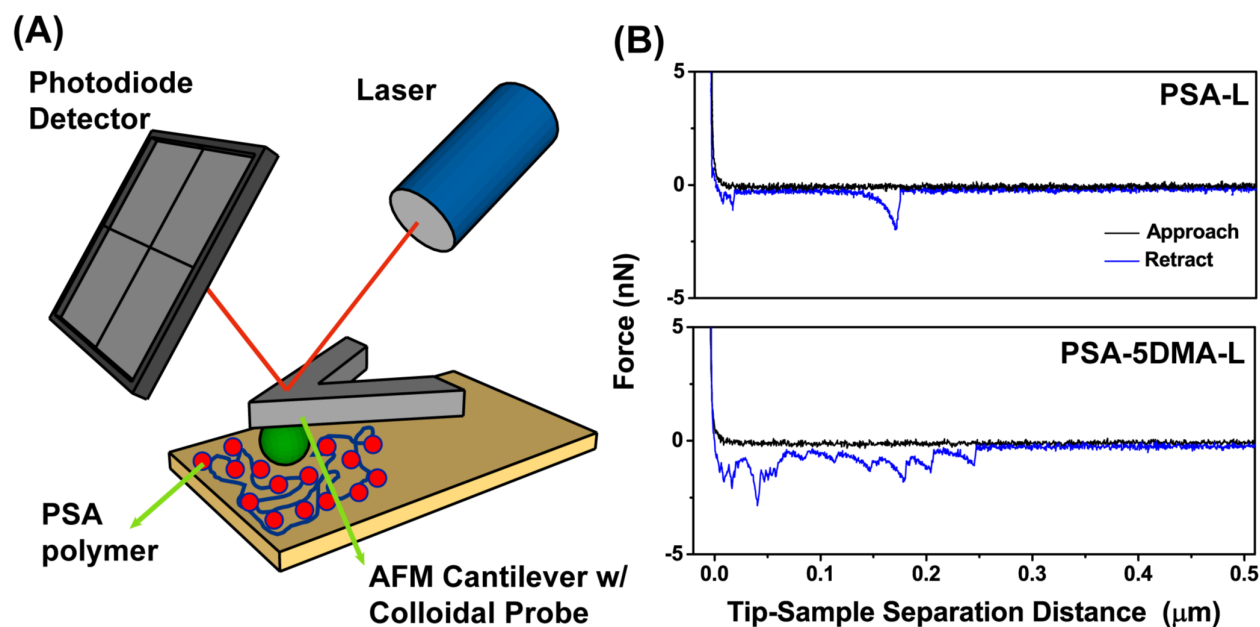 (A)
Photodiode
Detector
Laser
PSA
polymer
AFM Cantilever w/
Colloidal Probe
(B)
PSA-L
5
0
-5
Approach
Retract
Force (nN)
PSA-5DMA-L
5
0
-5
0.0 0.1 0.2 0.3 0.4 0.5
Tip-Sample Separation Distance (μm)